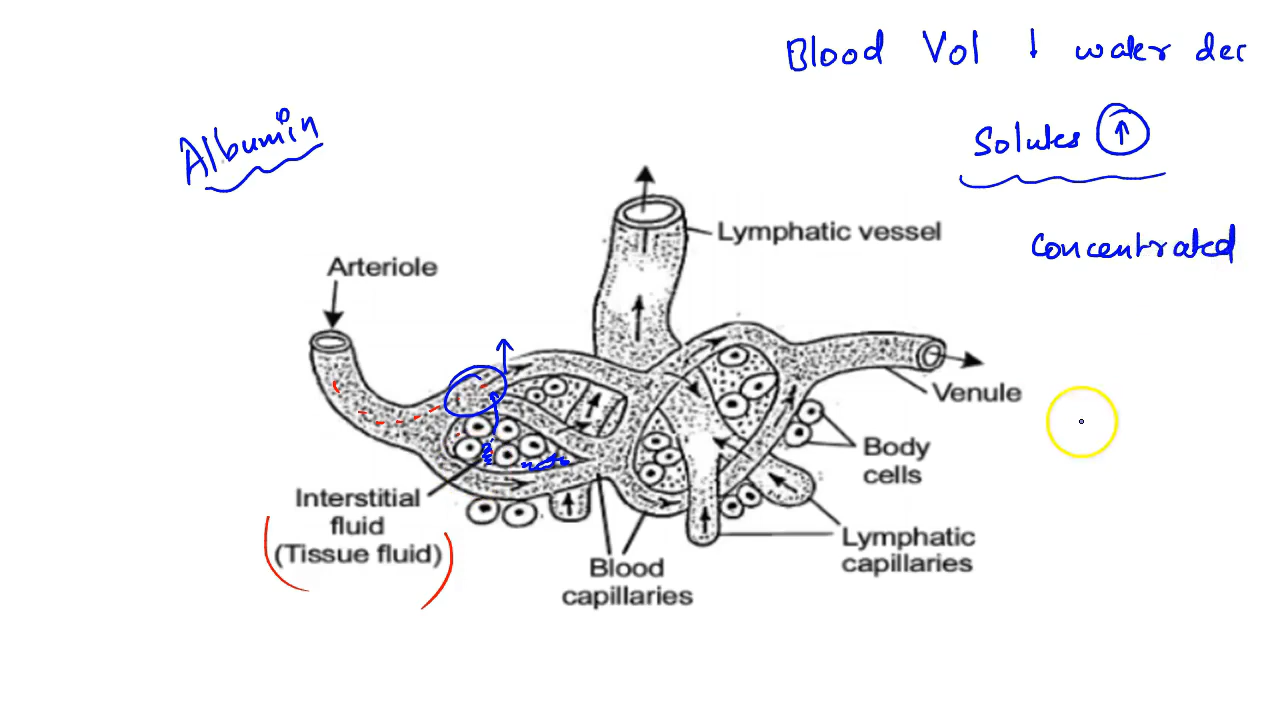 Blood Vol ↓ water dec
Albumin
Solutes ↑
Concentrated
Lymphatic vessel
Arteriole
Venule
Body
cells
Interstitial
fluid
(Tissue fluid)
Lymphatic
capillaries
Blood
capillaries